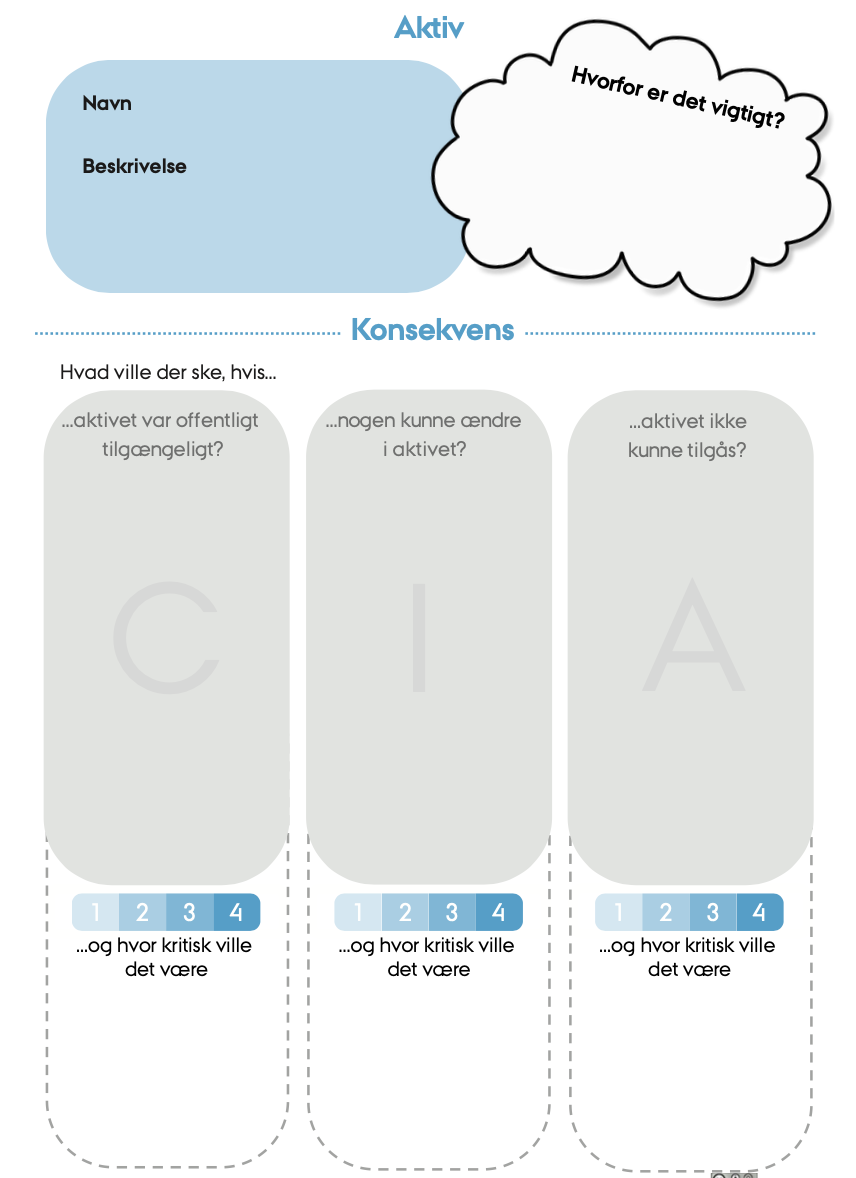 Aktiv
Navn
Beskrivelse
Hvorfor er det vigtigt?
Konsekvens
Hvad ville der ske, hvis...
...aktivet var offentligt
tilgængeligt?
C
1 2 3 4
...og hvor kritisk ville
det være
...nogen kunne ændre
i aktivet?
I
1 2 3 4
...og hvor kritisk ville
det være
...aktivet ikke
kunne tilgås?
A
1 2 3 4
...og hvor kritisk ville
det være